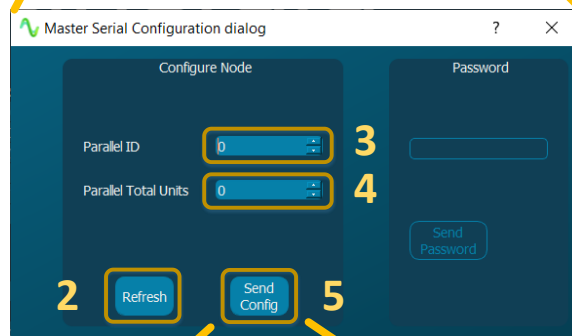 Master Serial Configuration dialog ? ×
Configure Node
Password
Parallel ID 0 3
Parallel Total Units 0 4
Send
Password
2 Refresh
Send
Config
5